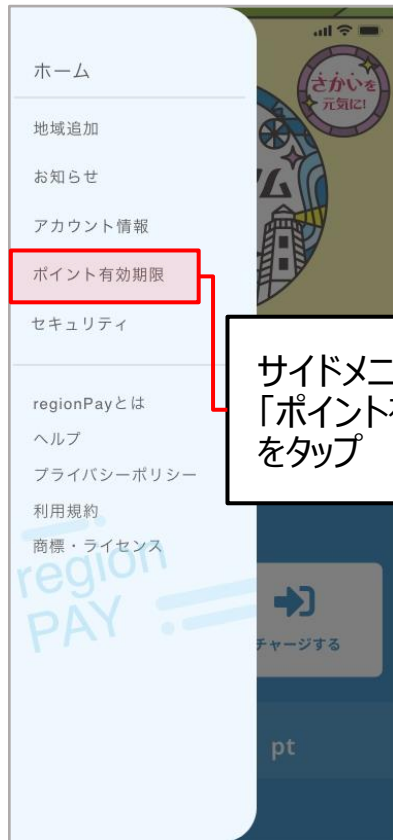 ホーム
地域追加
お知らせ
アカウント情報
ポイント有効期限
セキュリティ
regionPayとは
ヘルプ
プライバシーポリシー
利用規約
商標・ライセンス
region
PAY
さかいを
元気に!
ム
サイドメニ
「ポイント
をタップ
チャージする
pt